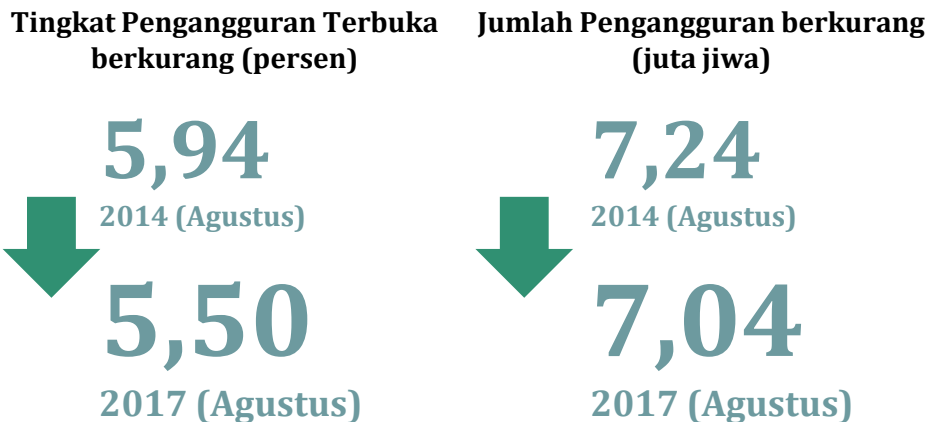 Tingkat Pengangguran Terbuka
berkurang (persen)
5,94
2014 (Agustus)
5,50
2017 (Agustus)
Jumlah Pengangguran berkurang
(juta jiwa)
7,24
2014 (Agustus)
7,04
2017 (Agustus)